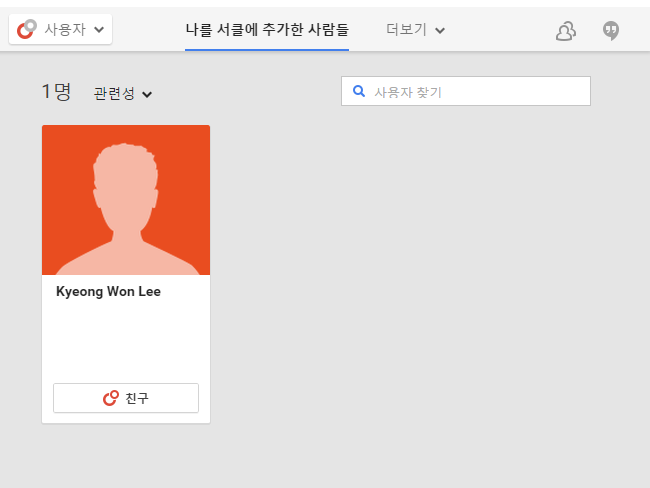 사용자
나를 서클에 추가한 사람들
더보기
1명
관련성
사용자 찾기
Kyeong Won Lee
친구